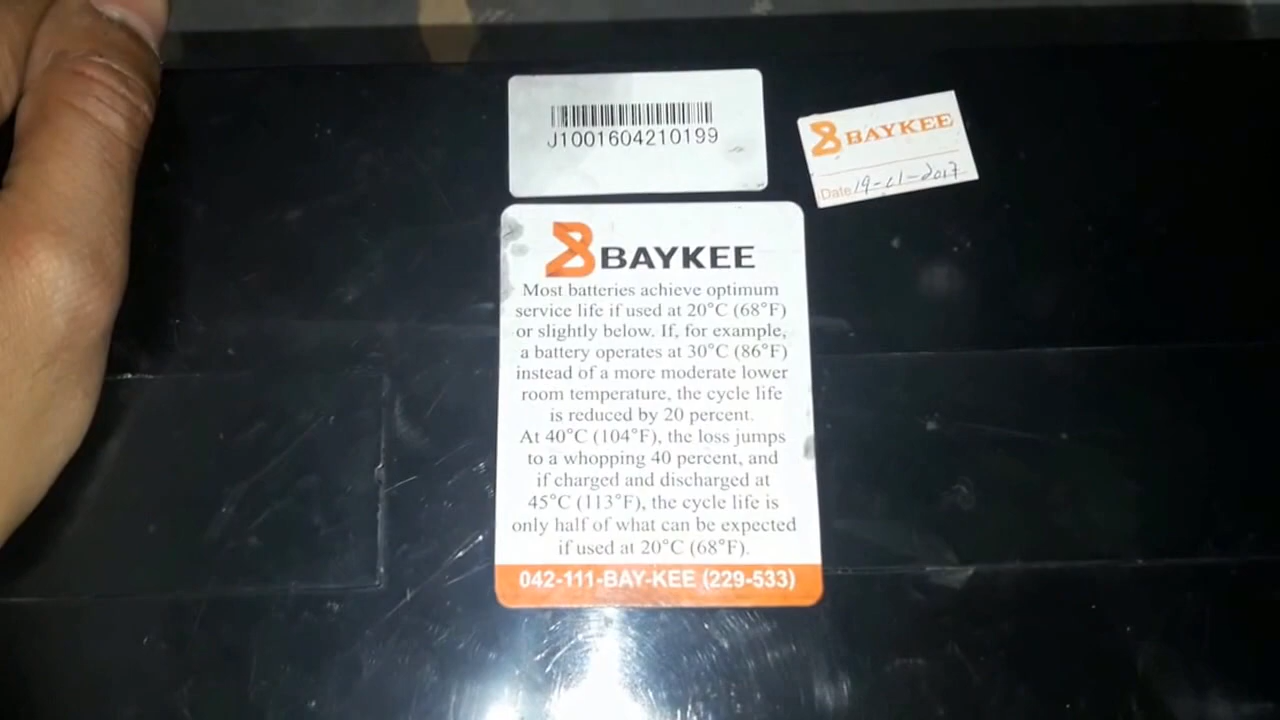 J1001604210199
BAYKEE
Date 19-11-2017
BAYKEE
Most batteries achieve optimum
service life if used at 20°C (68°F)
or slightly below. If, for example,
a battery operates at 30°C (86°F)
instead of a more moderate lower
room temperature, the cycle life
is reduced by 20 percent.
At 40°C (104°F), the loss jumps
to a whopping 40 percent, and
if charged and discharged at
45°C (113°F), the cycle life is
only half of what can be expected
if used at 20°C (68°F).
042-111-BAY-KEE (229-533)